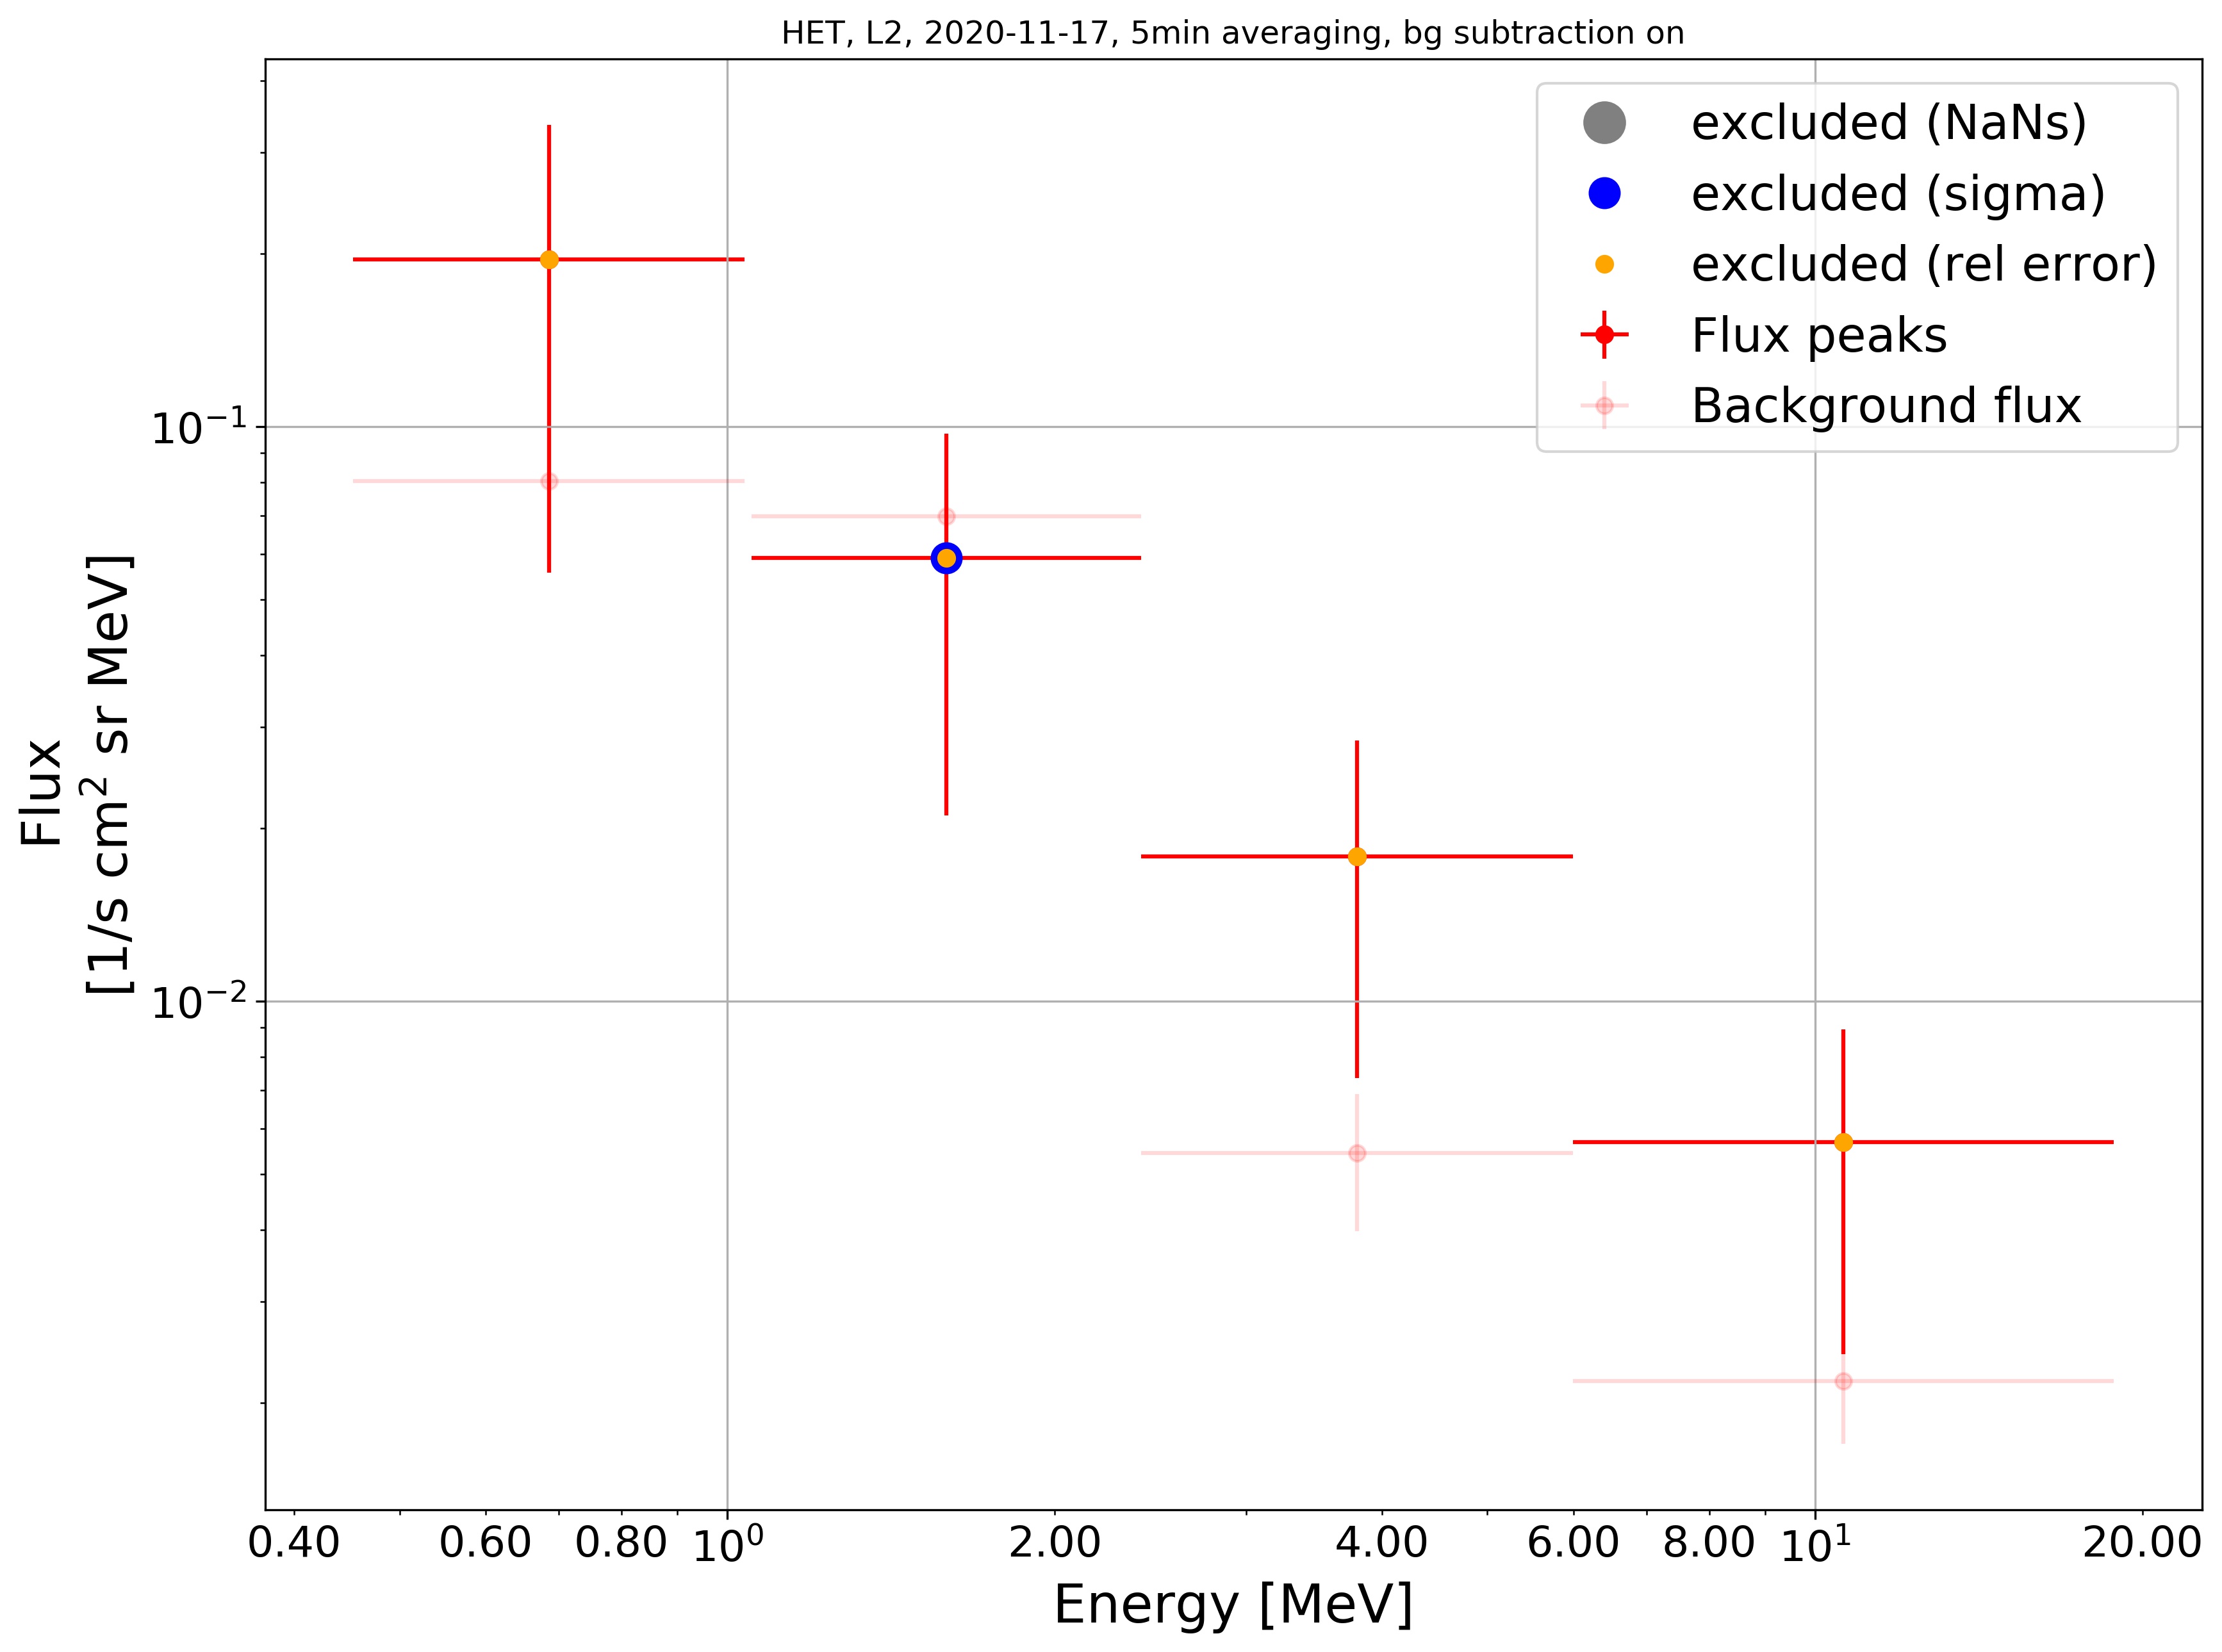 HET, L2, 2020-11-17, 5min averaging, bg subtraction on
excluded (NaNs)
excluded (sigma)
excluded (rel error)
Flux peaks
Background flux
10⁻¹
10⁻²
Flux
[1/s cm² sr MeV]
0.40 0.60 0.80 10⁰ 2.00 4.00 6.00 8.00 10¹ 20.00
Energy [MeV]